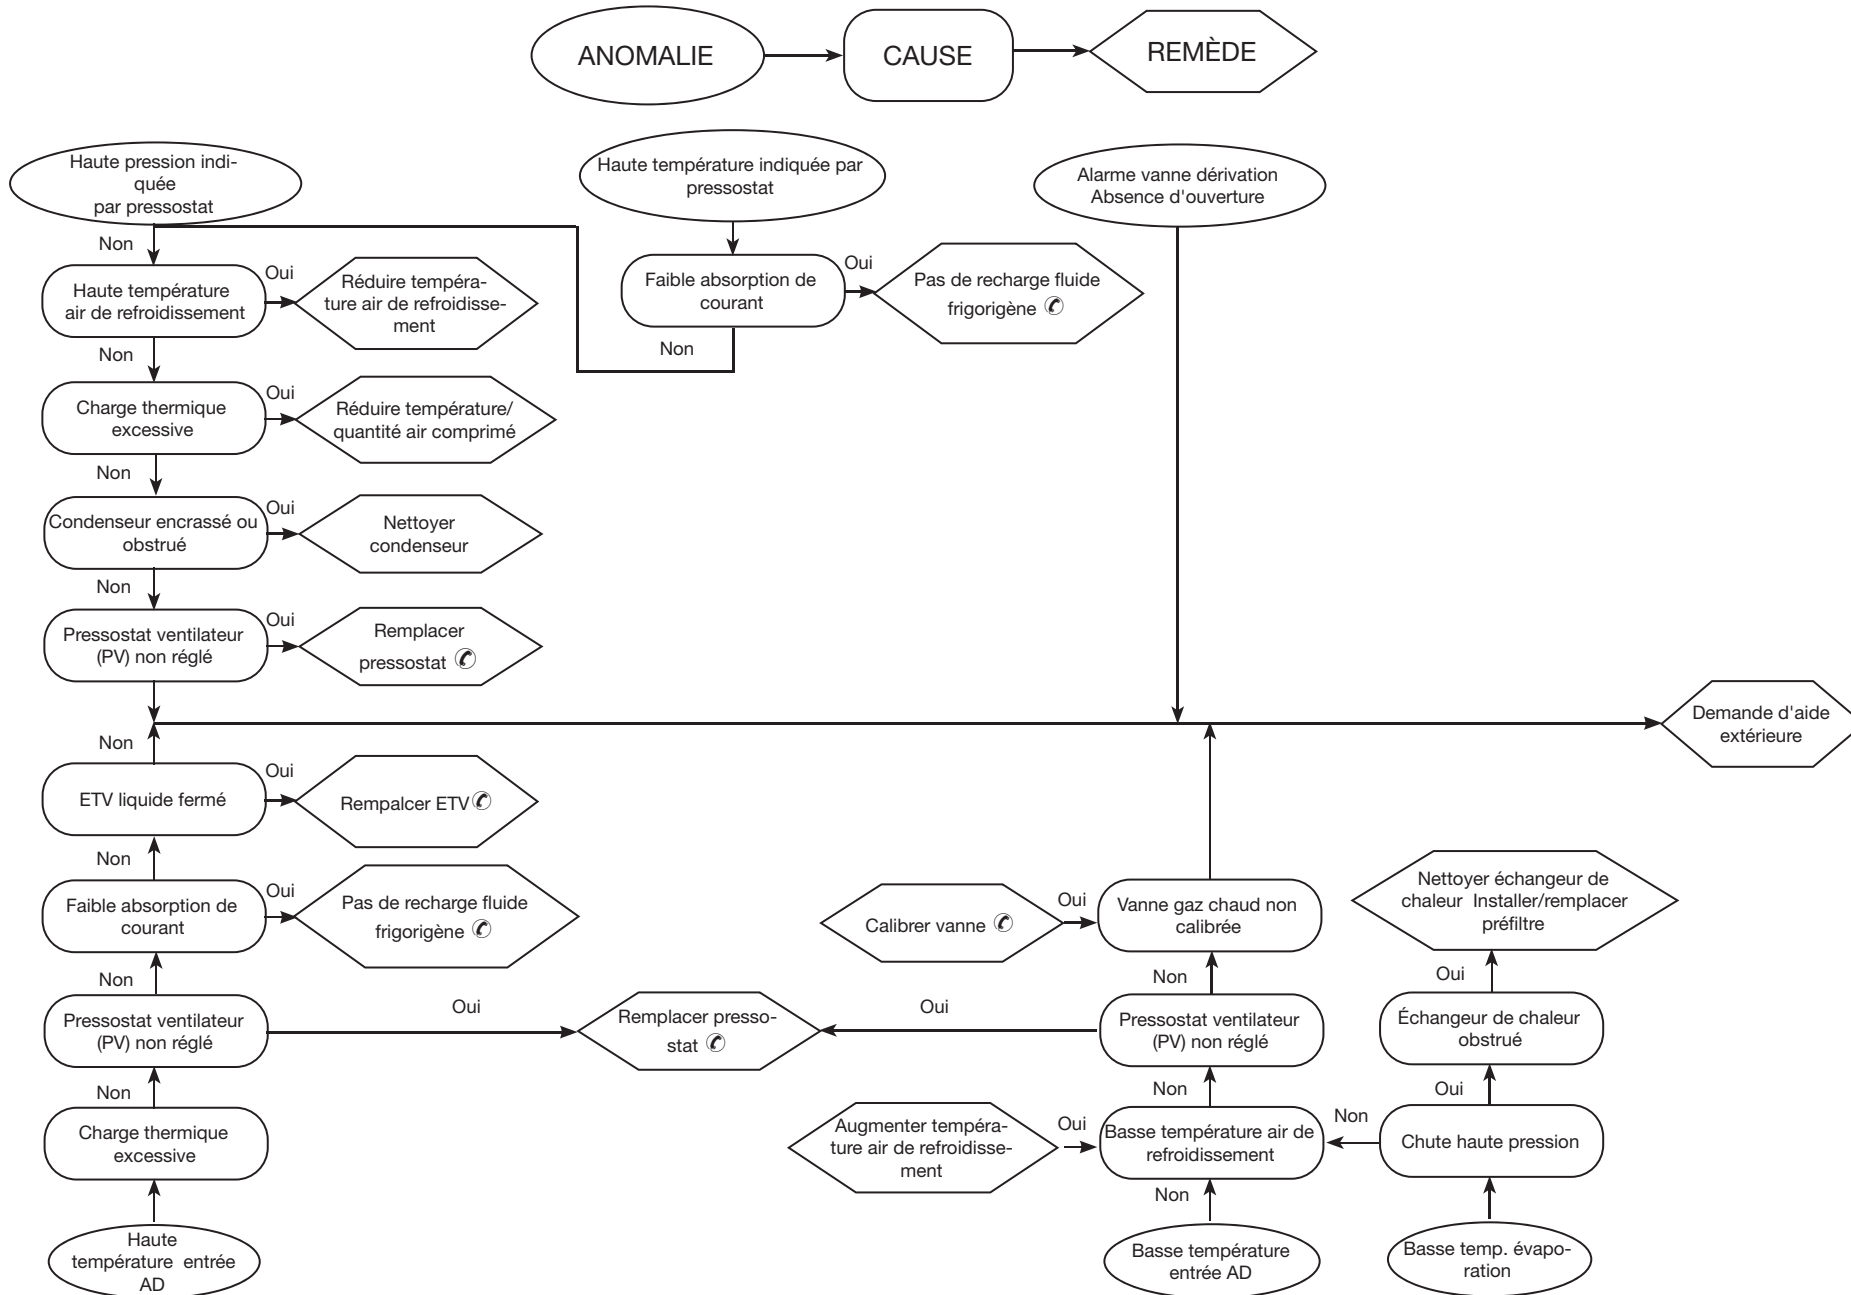 ANOMALIE
CAUSE
REMÈDE
Haute pression indi-
quée
par pressostat
Haute température indiquée par
pressostat
Alarme vanne dérivation
Absence d'ouverture
Non
Haute température
air de refroidissement
Oui
Réduire tempéra-
ture air de refroidisse-
ment
Faible absorption de
courant
Oui
Pas de recharge fluide
frigorigène ✆
Non
Non
Charge thermique
excessive
Oui
Réduire température/
quantité air comprimé
Non
Condenseur encrassé ou
obstrué
Oui
Nettoyer
condenseur
Non
Pressostat ventilateur
(PV) non réglé
Oui
Remplacer
pressostat ✆
Demande d'aide
extérieure
Non
ETV liquide fermé
Oui
Rempalcer ETV ✆
Non
Faible absorption de
courant
Oui
Pas de recharge fluide
frigorigène ✆
Calibrer vanne ✆
Oui
Vanne gaz chaud non
calibrée
Nettoyer échangeur de
chaleur Installer/remplacer
préfiltre
Non
Non
Oui
Pressostat ventilateur
(PV) non réglé
Oui
Remplacer presso-
stat ✆
Oui
Pressostat ventilateur
(PV) non réglé
Échangeur de chaleur
obstrué
Non
Non
Oui
Charge thermique
excessive
Augmenter tempéra-
ture air de refroidisse-
ment
Oui
Basse température air de
refroidissement
Non
Chute haute pression
Non
Haute
température entrée
AD
Basse température
entrée AD
Basse temp. évapo-
ration